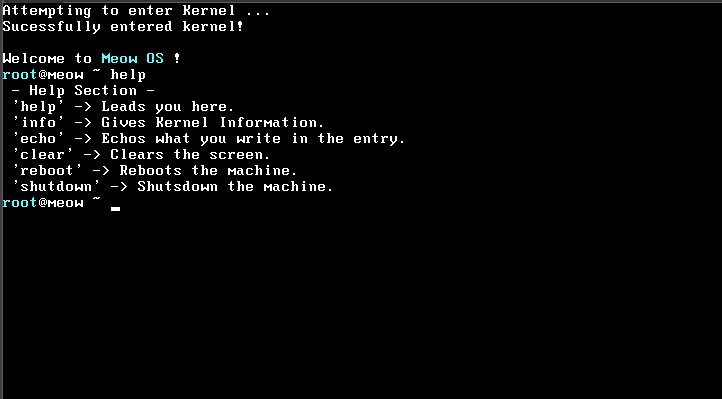 Attempting to enter Kernel ...
Sucessfully entered kernel!
Welcome to Meow OS !
root@meow ~ help
- Help Section -
'help' -> Leads you here.
'info' -> Gives Kernel Information.
'echo' -> Echos what you write in the entry.
'clear' -> Clears the screen.
'reboot' -> Reboots the machine.
'shutdown' -> Shutsdown the machine.
root@meow ~ _